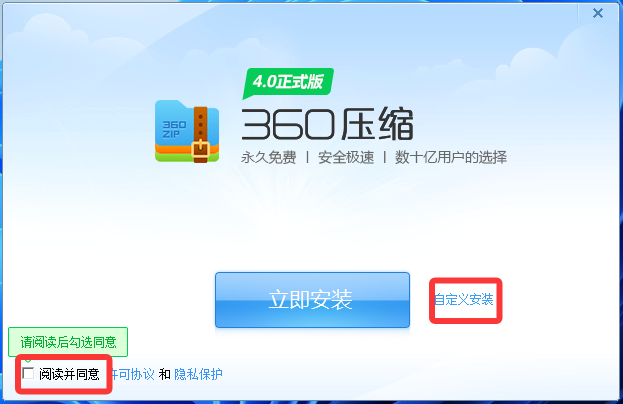 4.0正式版
360压缩
360
ZIP
永久免费 | 安全极速 | 数十亿用户的选择
立即安装
自定义安装
请阅读后勾选同意
阅读并同意 许可协议 和 隐私保护